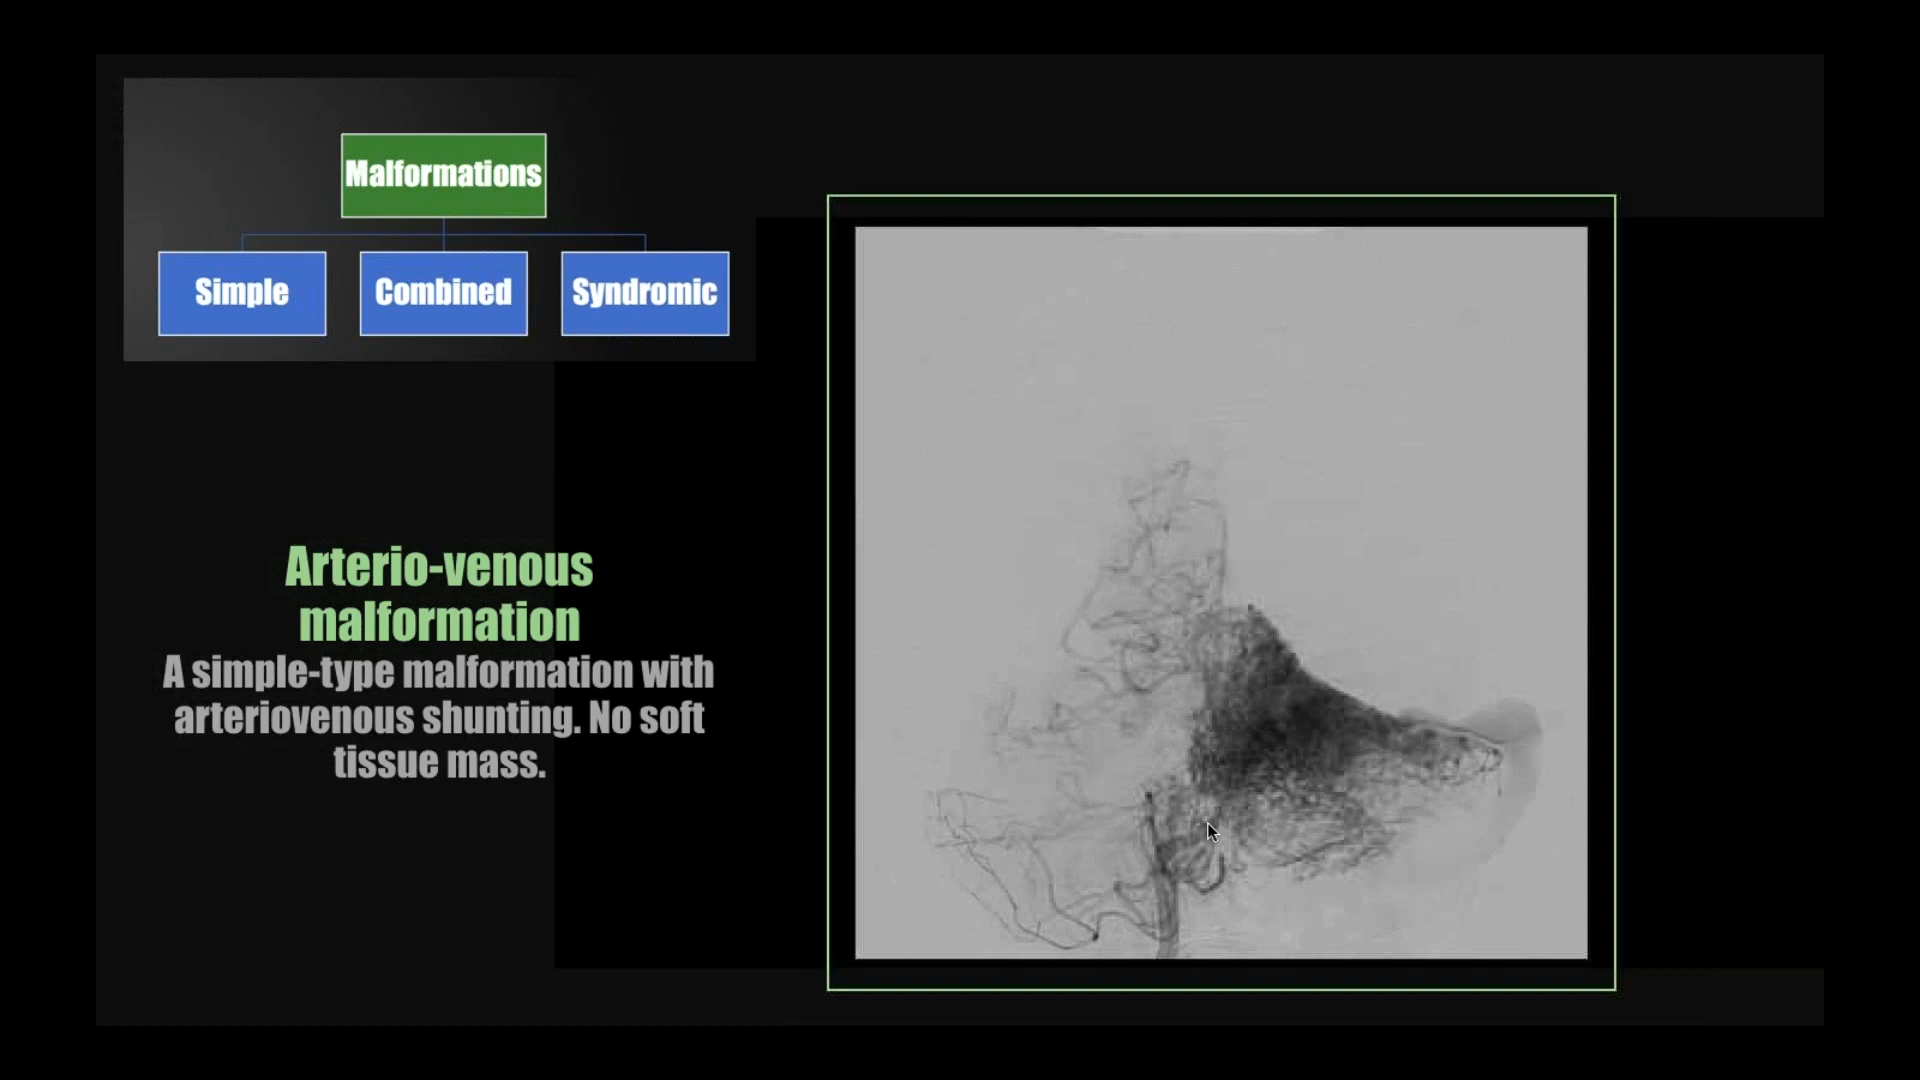 Malformations
Simple
Combined
Syndromic
Arterio-venous
malformation
A simple-type malformation with
arteriovenous shunting. No soft
tissue mass.